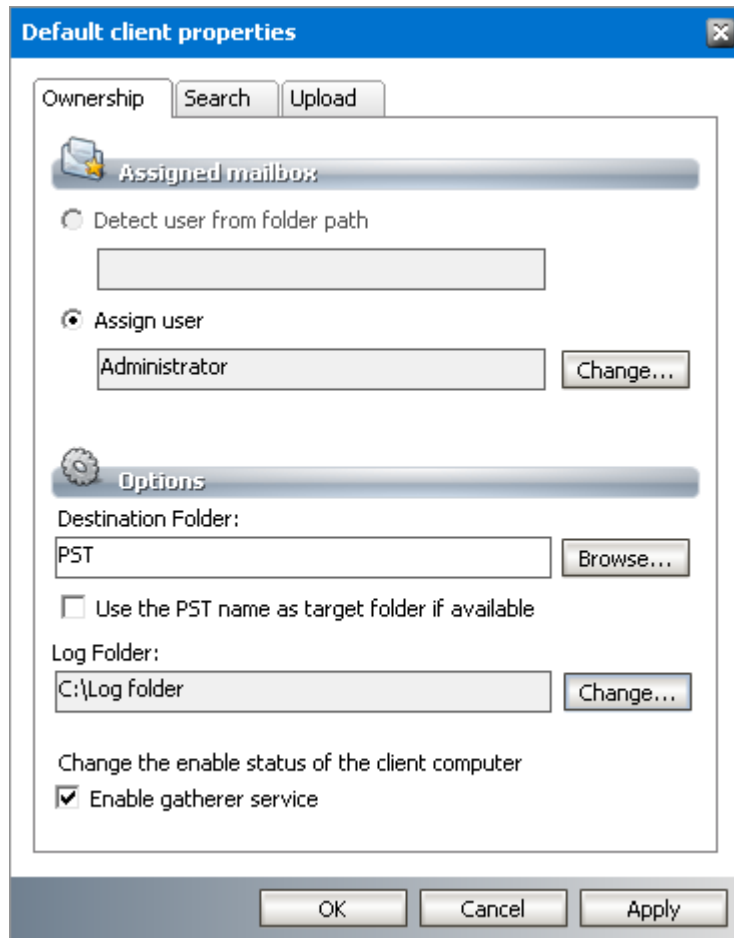 Default client properties
Ownership Search Upload
Assigned mailbox
Detect user from folder path
Assign user
Administrator Change...
Options
Destination Folder:
PST Browse...
Use the PST name as target folder if available
Log Folder:
C:\Log folder Change...
Change the enable status of the client computer
Enable gatherer service
OK Cancel Apply